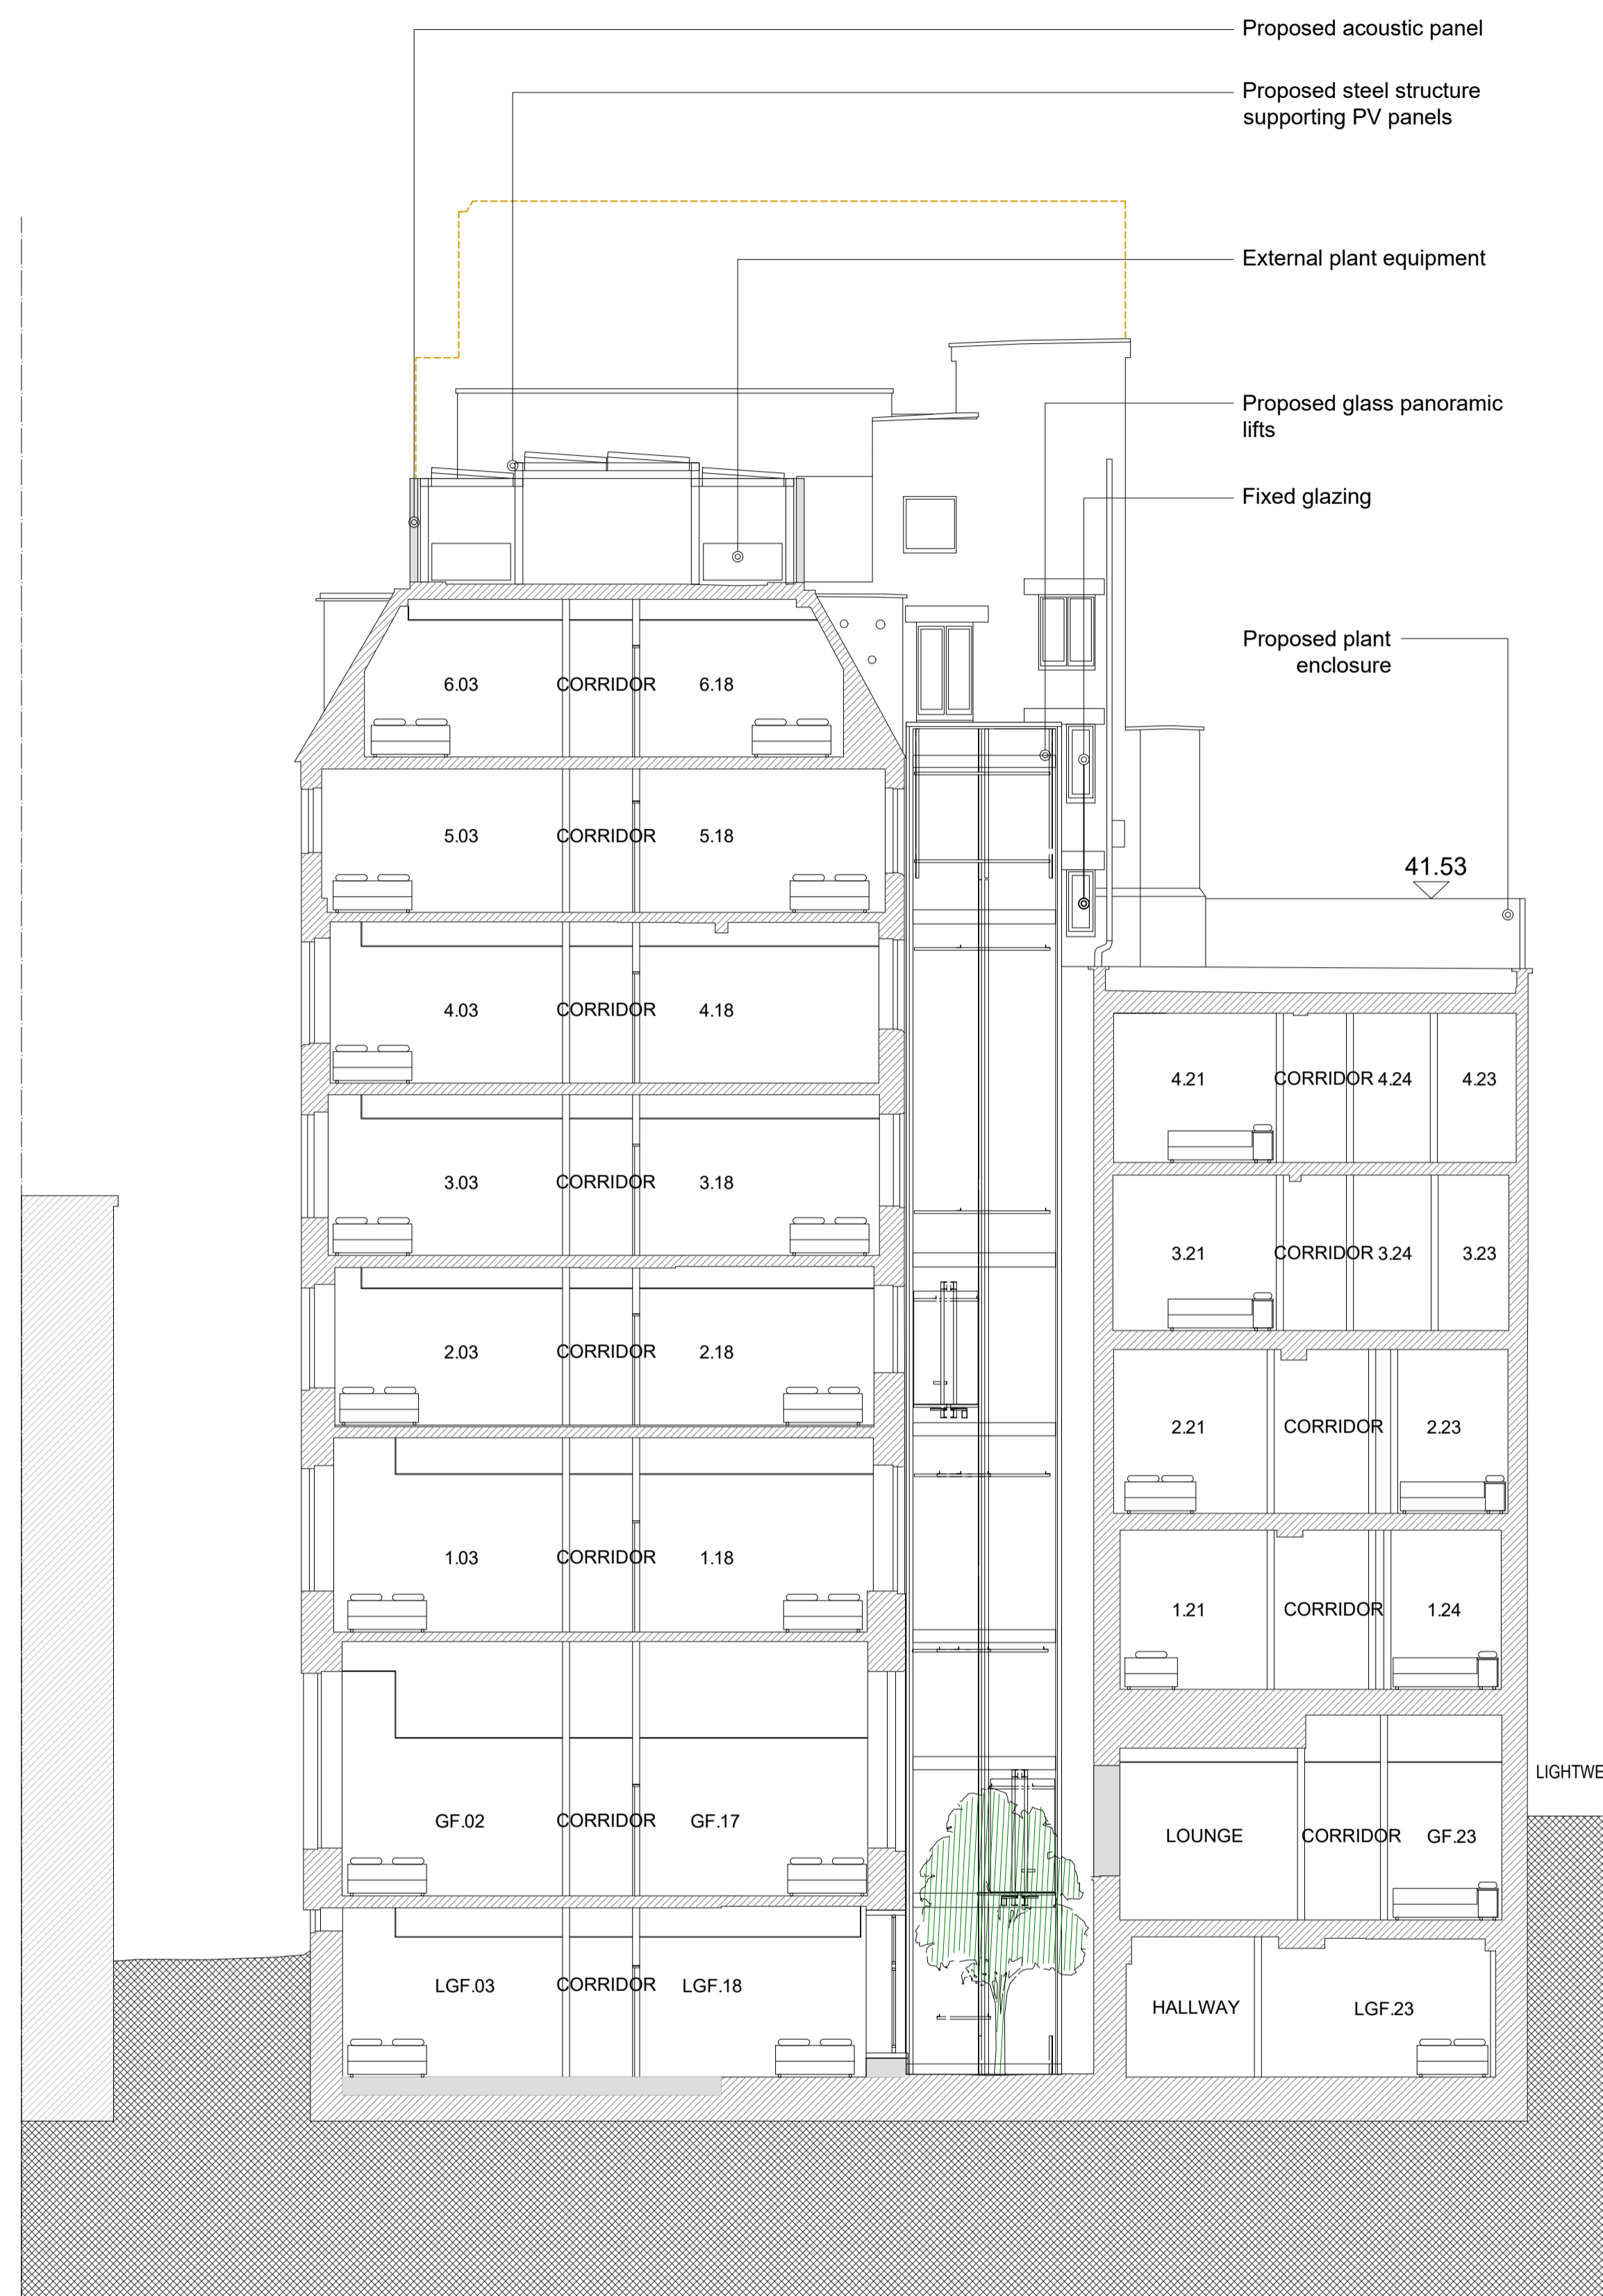 Proposed acoustic panel
Proposed steel structure
supporting PV panels
External plant equipment
Proposed glass panoramic
lifts
Fixed glazing
Proposed plant
enclosure
41.53
6.03 CORRIDOR 6.18
5.03 CORRIDOR 5.18
4.03 CORRIDOR 4.18
4.21 CORRIDOR 4.24 4.23
3.03 CORRIDOR 3.18
3.21 CORRIDOR 3.24 3.23
2.03 CORRIDOR 2.18
2.21 CORRIDOR 2.23
1.03 CORRIDOR 1.18
1.21 CORRIDOR 1.24
LIGHTWE
GF.02 CORRIDOR GF.17
LOUNGE CORRIDOR GF.23
LGF.03 CORRIDOR LGF.18
HALLWAY LGF.23